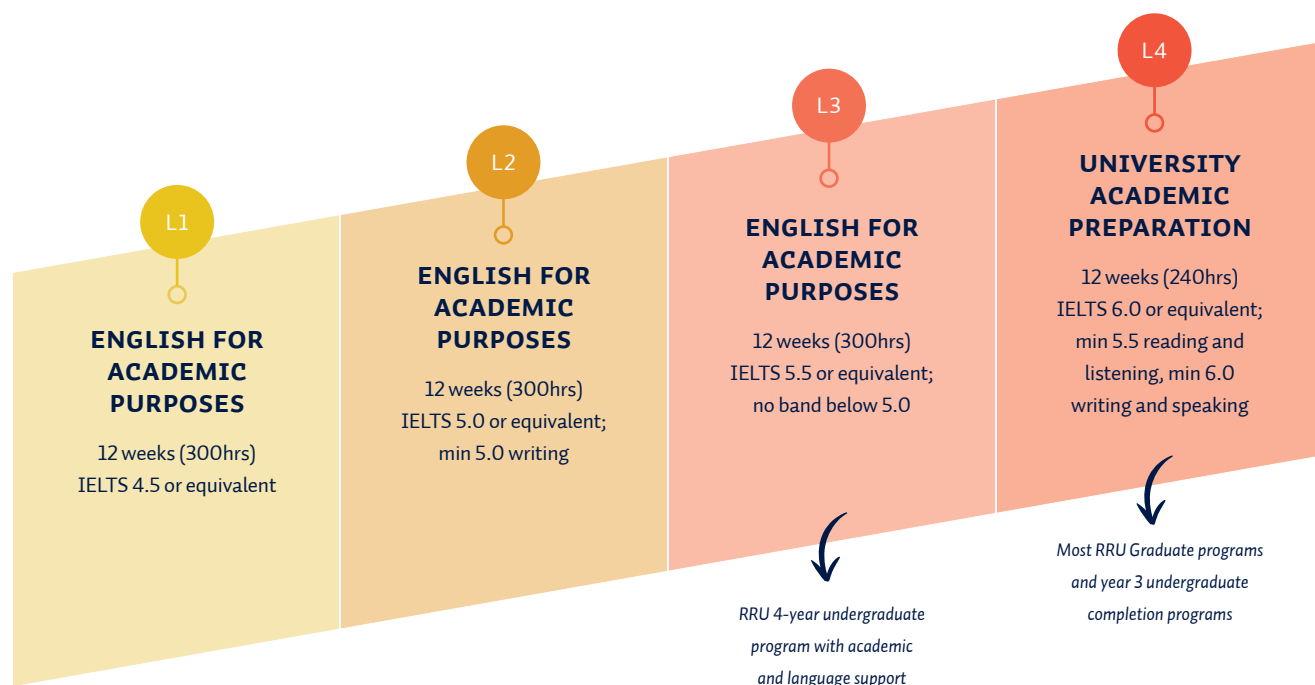 L1
ENGLISH FOR
ACADEMIC
PURPOSES
12 weeks (300hrs)
IELTS 4.5 or equivalent
L2
ENGLISH FOR
ACADEMIC
PURPOSES
12 weeks (300hrs)
IELTS 5.0 or equivalent;
min 5.0 writing
L3
ENGLISH FOR
ACADEMIC
PURPOSES
12 weeks (300hrs)
IELTS 5.5 or equivalent;
no band below 5.0
RRU 4-year undergraduate
program with academic
and language support
L4
UNIVERSITY
ACADEMIC
PREPARATION
12 weeks (240hrs)
IELTS 6.0 or equivalent;
min 5.5 reading and
listening, min 6.0
writing and speaking
Most RRU Graduate programs
and year 3 undergraduate
completion programs